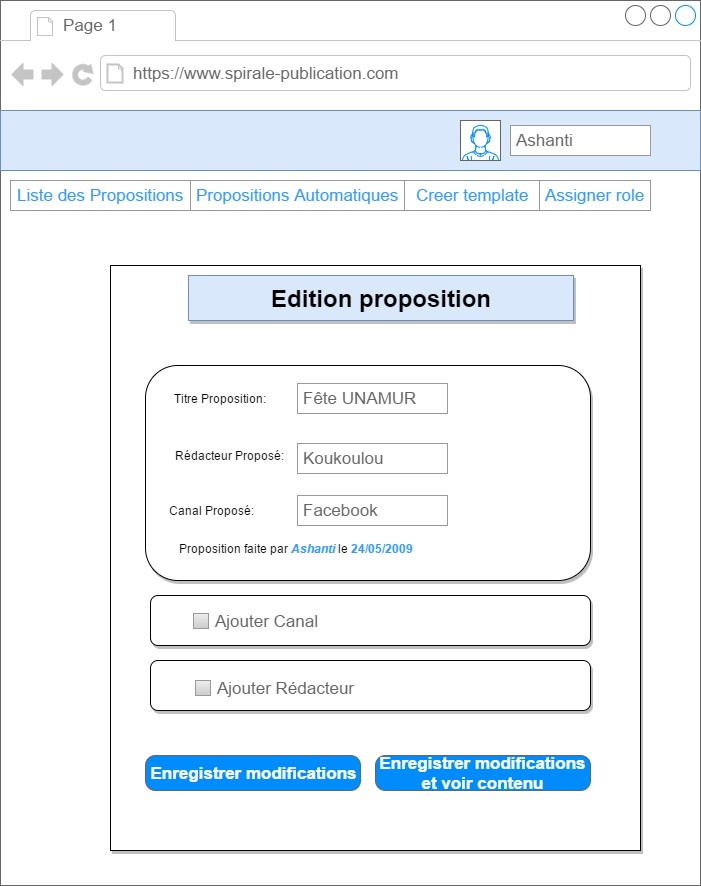 Page 1
https://www.spirale-publication.com
Ashanti
Liste des Propositions Propositions Automatiques Creer template Assigner role
Edition proposition
Titre Proposition: Fête UNAMUR
Rédacteur Proposé: Koukoulou
Canal Proposé: Facebook
Proposition faite par Ashanti le 24/05/2009
Ajouter Canal
Ajouter Rédacteur
Enregistrer modifications
Enregistrer modifications
et voir contenu